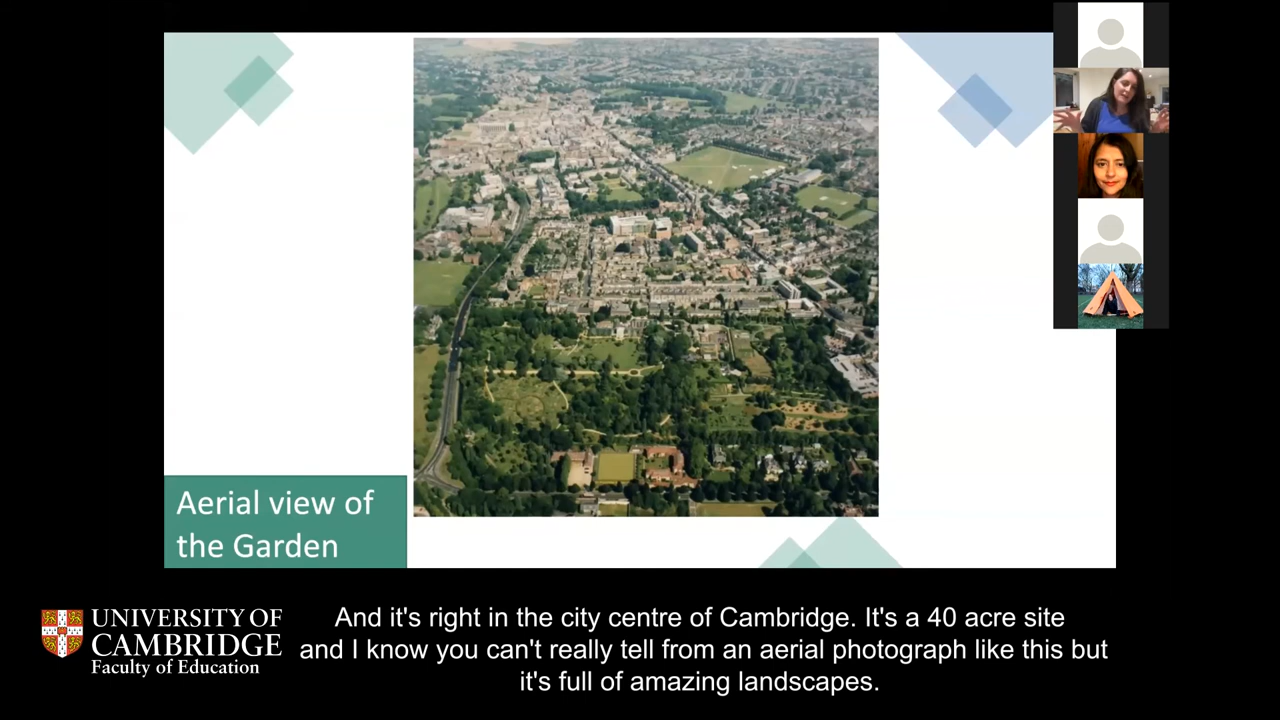 Aerial view of
the Garden
UNIVERSITY OF
CAMBRIDGE
Faculty of Education
And it's right in the city centre of Cambridge. It's a 40 acre site
and I know you can't really tell from an aerial photograph like this but
it's full of amazing landscapes.